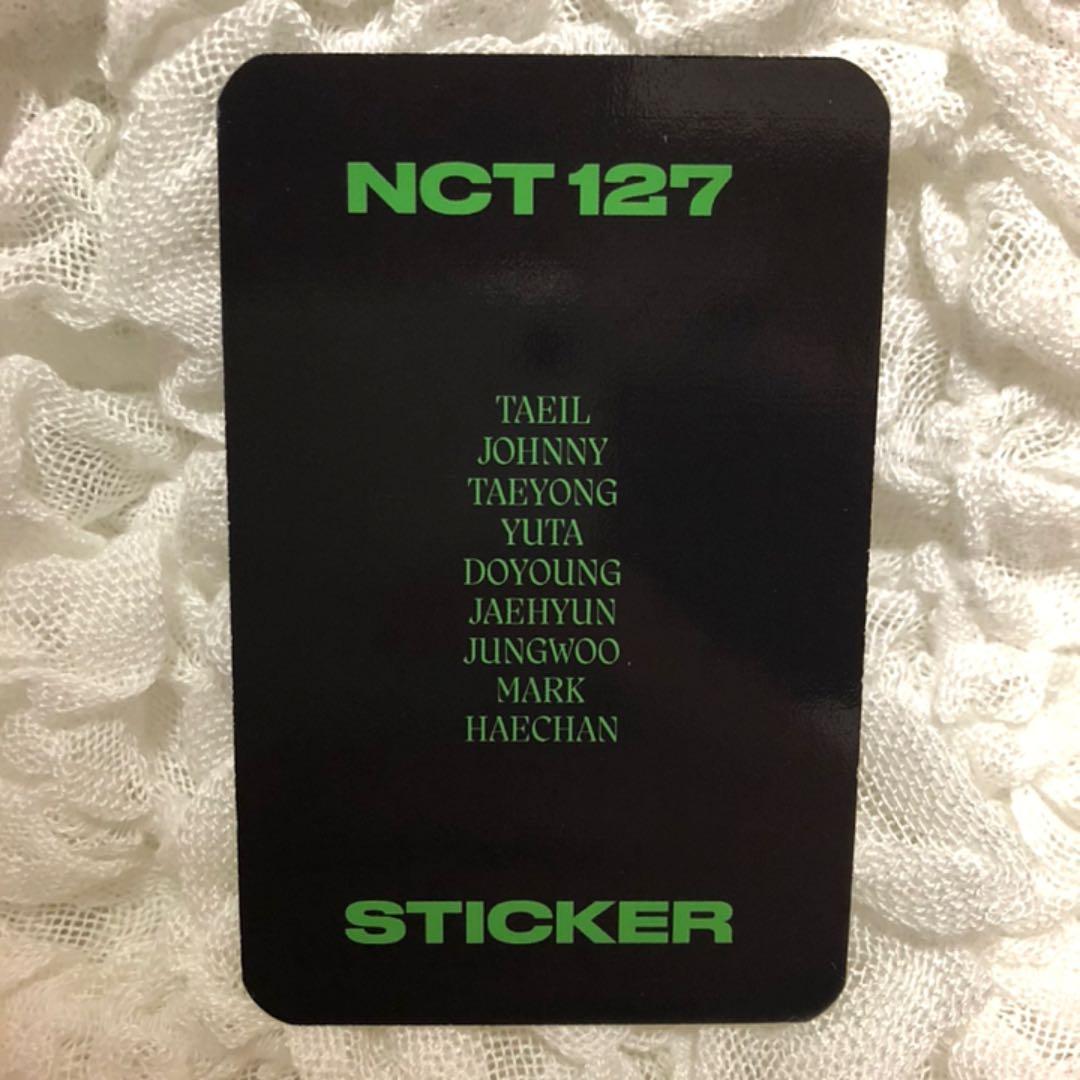 NCT 127
TAEIL
JOHNNY
TAEYONG
YUTA
DOYOUNG
JAEHYUN
JUNGWOO
MARK
HAECHAN
STICKER